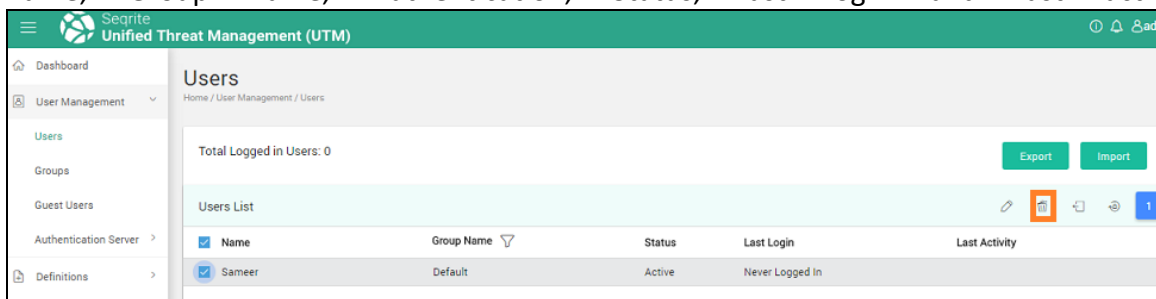 Seqrite
Unified Threat Management (UTM)
Dashboard
Users
User Management
Home / User Management / Users
Users
Total Logged in Users: 0
Export Import
Groups
Guest Users
Users List
1
Authentication Server
Name Group Name Status Last Login Last Activity
Definitions
Sameer Default Active Never Logged In